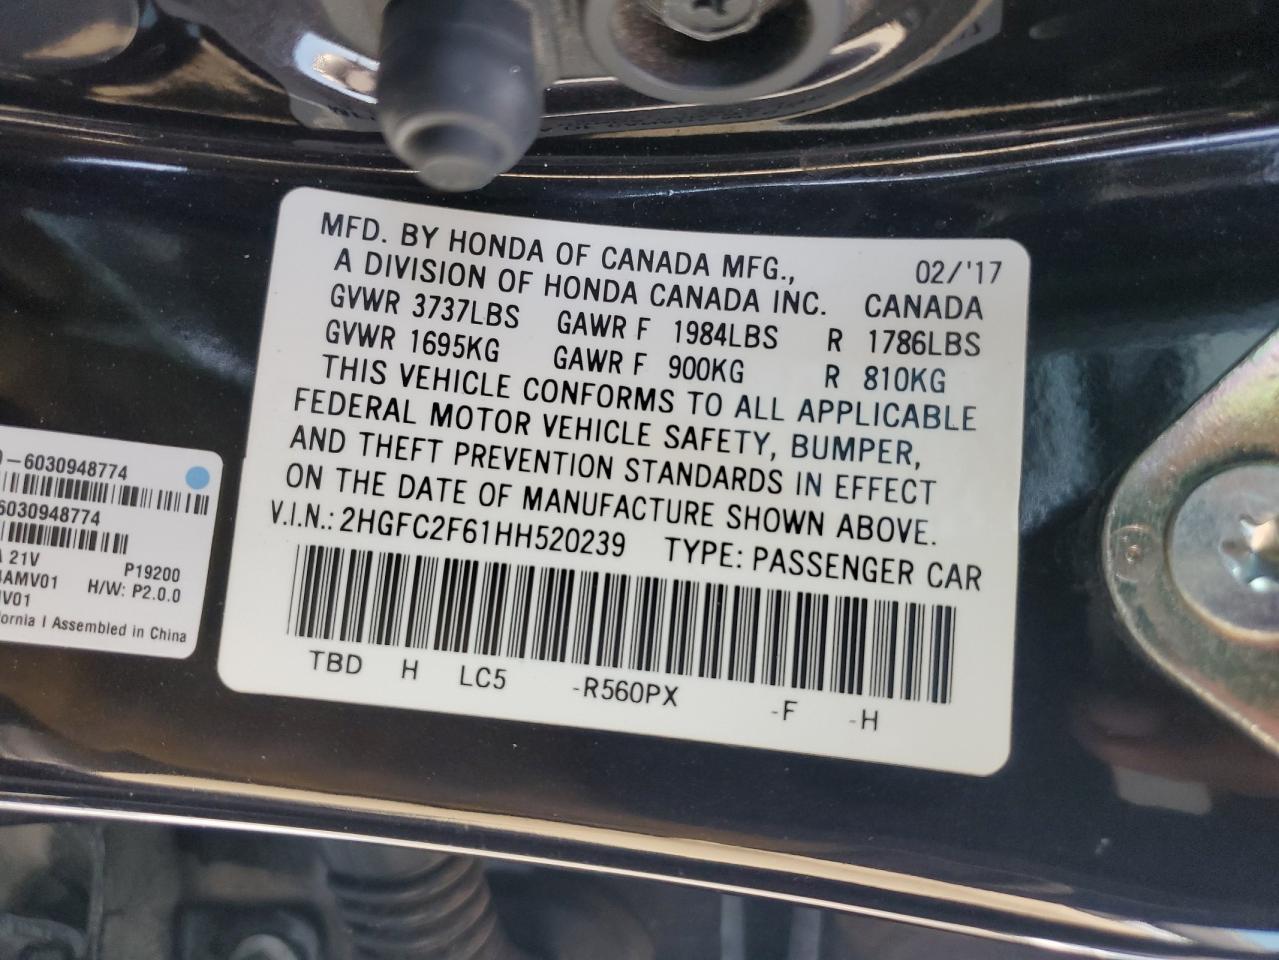 MFD. BY HONDA OF CANADA MFG., 02/'17
A DIVISION OF HONDA CANADA INC. CANADA
GVWR 3737LBS GAWR F 1984LBS R 1786LBS
GVWR 1695KG GAWR F 900KG R 810KG
THIS VEHICLE CONFORMS TO ALL APPLICABLE
FEDERAL MOTOR VEHICLE SAFETY, BUMPER,
AND THEFT PREVENTION STANDARDS IN EFFECT
ON THE DATE OF MANUFACTURE SHOWN ABOVE.
V.I.N.: 2HGFC2F61HH520239 TYPE: PASSENGER CAR
TBD H LC5 -R560PX -F -H
-6030948774
6030948774
21V P19200
AMV01 H/W: P2.0.0
V01
ornia | Assembled in China